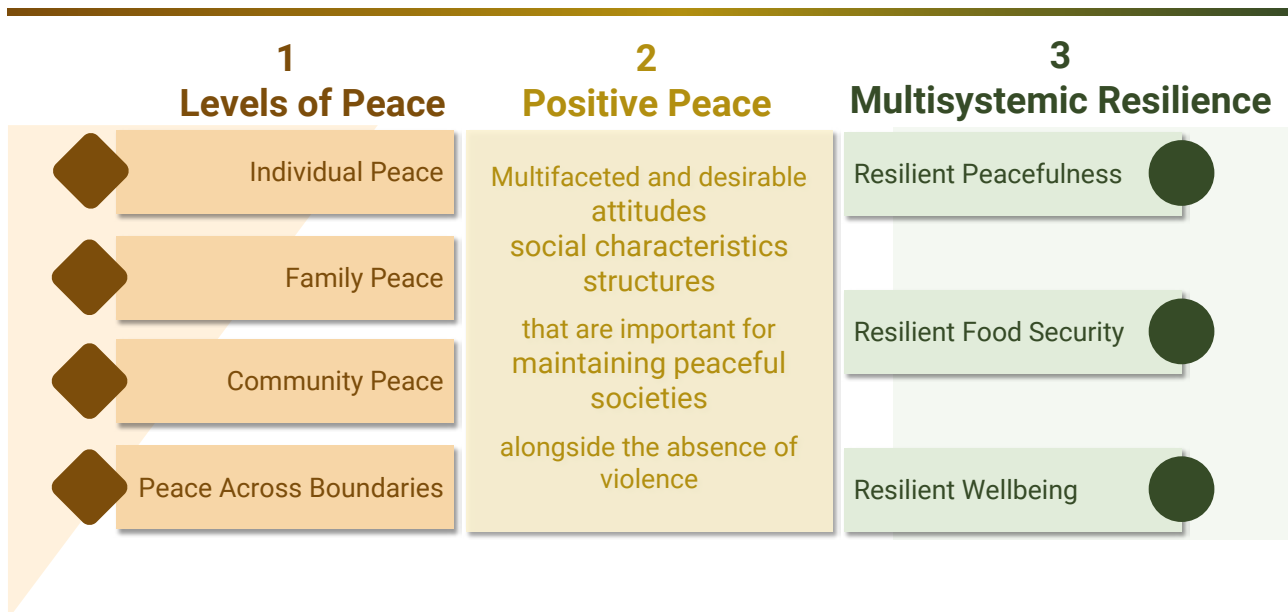 1
Levels of Peace
Individual Peace
Family Peace
Community Peace
Peace Across Boundaries
2
Positive Peace
Multifaceted and desirable
attitudes
social characteristics
structures
that are important for
maintaining peaceful
societies
alongside the absence of
violence
3
Multisystemic Resilience
Resilient Peacefulness
Resilient Food Security
Resilient Wellbeing